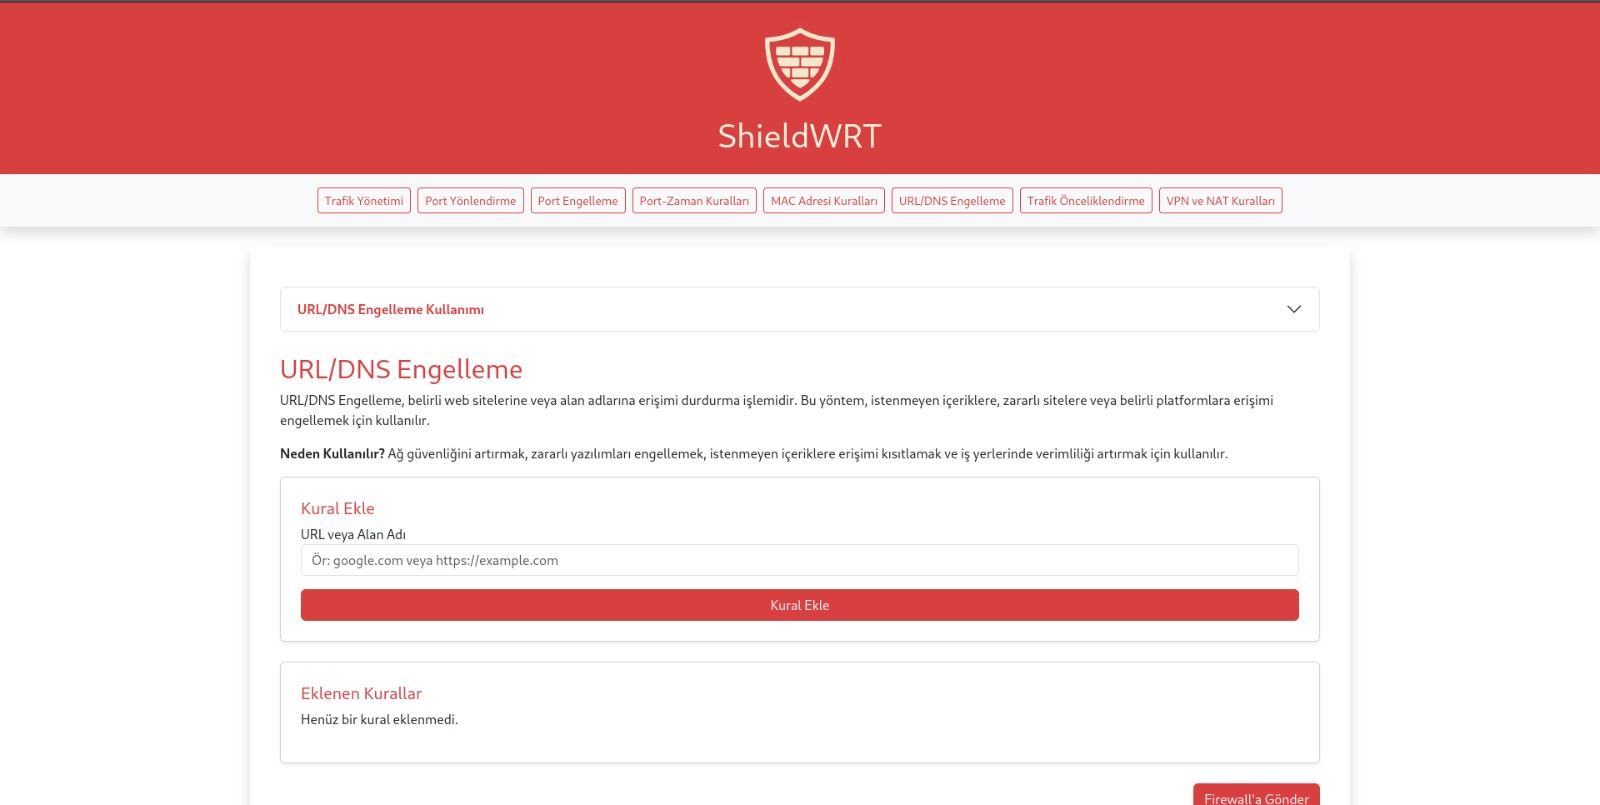 ShieldWRT
Trafik Yönetimi
Port Yönlendirme
Port Engelleme
Port-Zaman Kuralları
MAC Adresi Kuralları
URL/DNS Engelleme
Trafik Önceliklendirme
VPN ve NAT Kuralları
URL/DNS Engelleme Kullanımı
URL/DNS Engelleme
URL/DNS Engelleme, belirli web sitelerine veya alan adlarına erişimi durdurma işlemidir. Bu yöntem, istenmeyen içeriklere, zararlı sitelere veya belirli platformlara erişimi
engellemek için kullanılır.
Neden Kullanılır? Ağ güvenliğini artırmak, zararlı yazılımları engellemek, istenmeyen içeriklere erişimi kısıtlamak ve iş yerlerinde verimliliği artırmak için kullanılır.
Kural Ekle
URL veya Alan Adı
Ör: google.com veya https://example.com
Kural Ekle
Eklenen Kurallar
Henüz bir kural eklenmedi.
Firewall'a Gönder